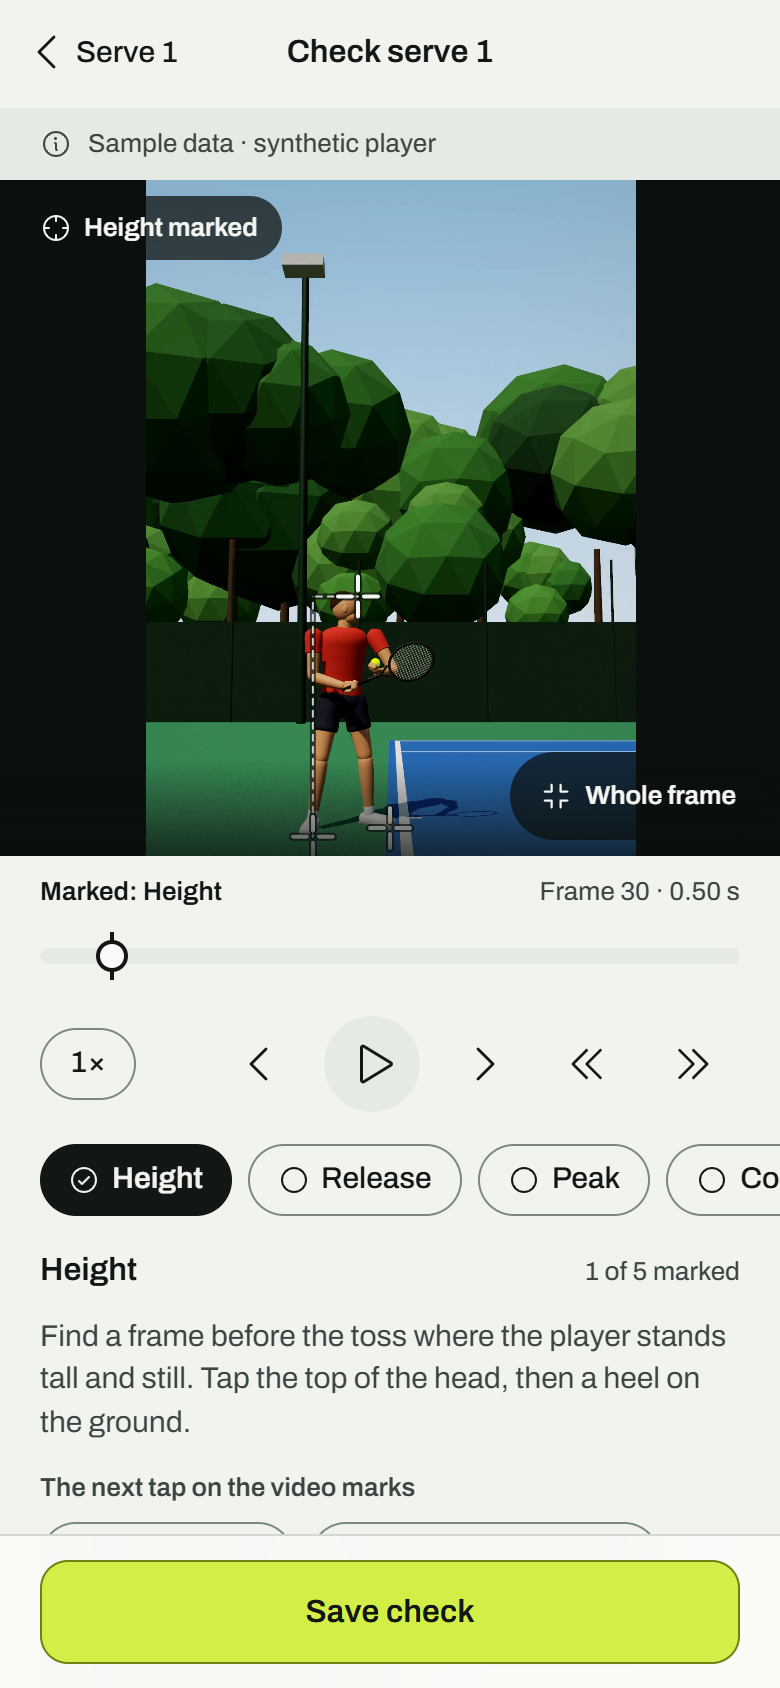 Serve 1
Check serve 1
Sample data · synthetic player
Height marked
Whole frame
Marked: Height
Frame 30 · 0.50 s
1×
Height
Release
Peak
Co
Height
1 of 5 marked
Find a frame before the toss where the player stands
tall and still. Tap the top of the head, then a heel on
the ground.
The next tap on the video marks
Save check